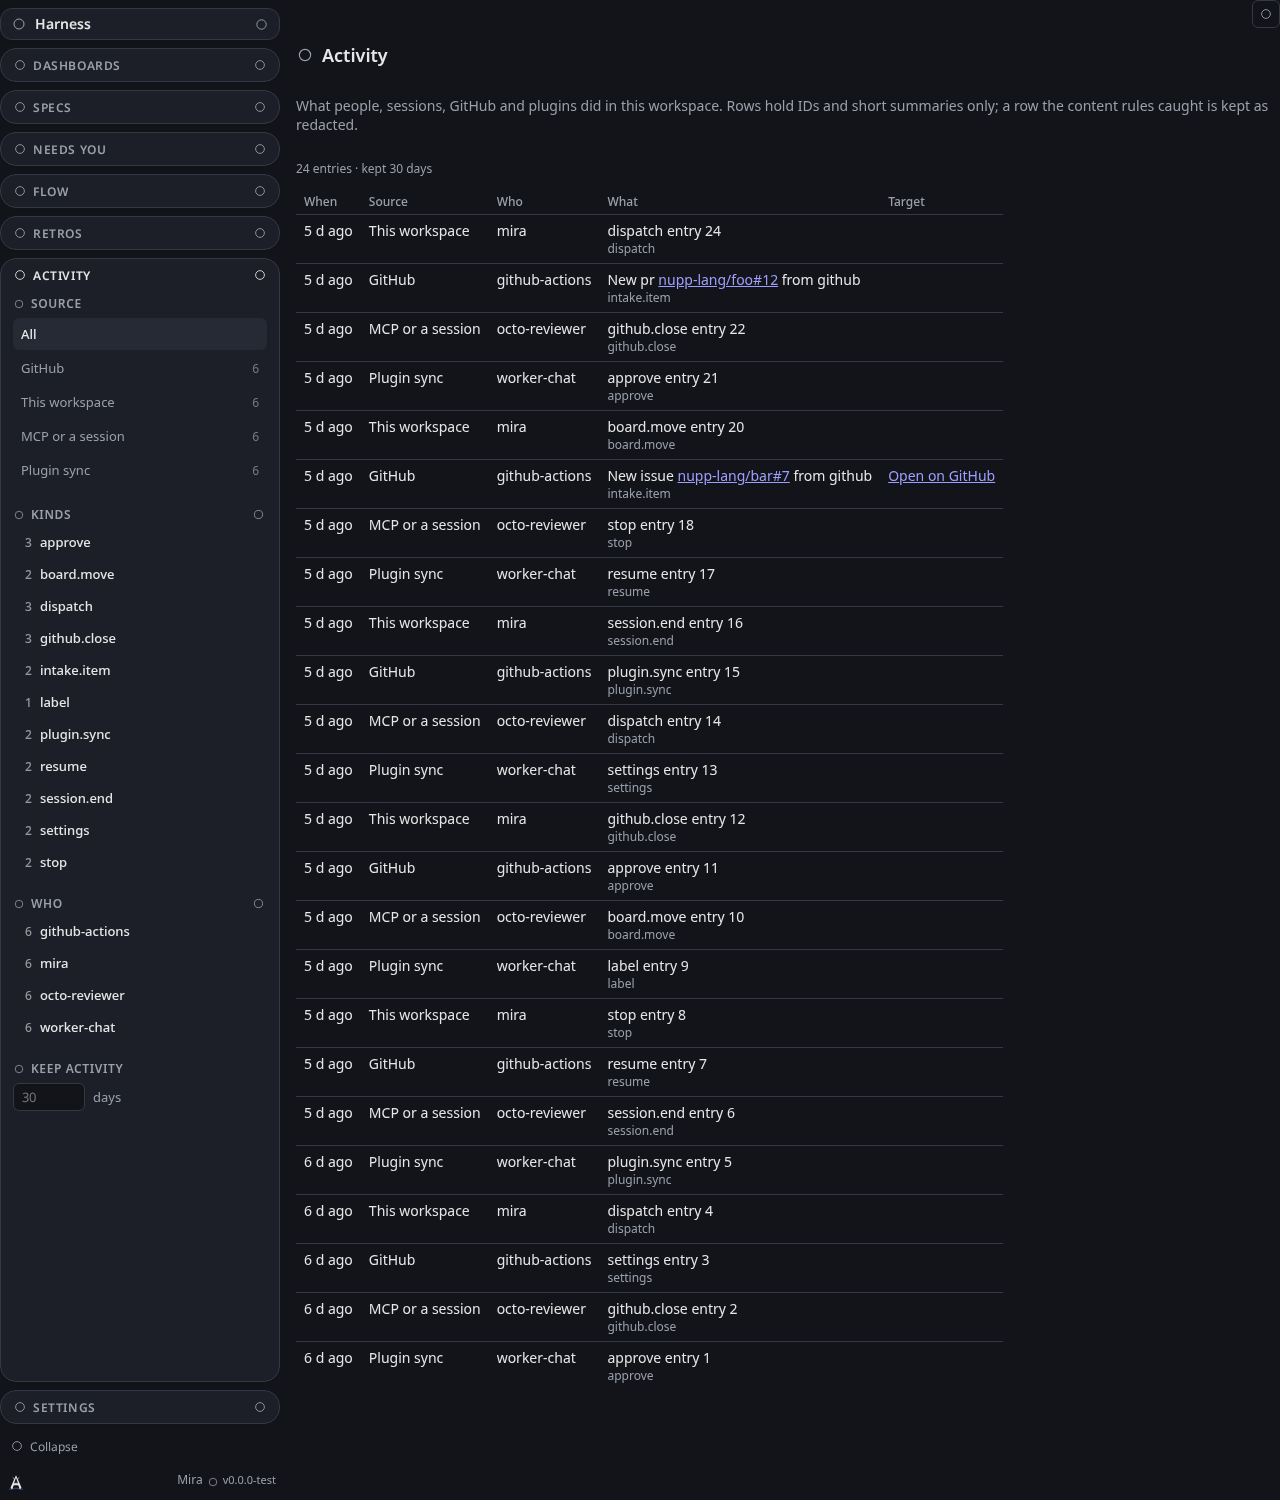 Harness
DASHBOARDS
SPECS
NEEDS YOU
FLOW
RETROS
ACTIVITY
SOURCE
All
GitHub 6
This workspace 6
MCP or a session 6
Plugin sync 6
KINDS
3 approve
2 board.move
3 dispatch
3 github.close
2 intake.item
1 label
2 plugin.sync
2 resume
2 session.end
2 settings
2 stop
WHO
6 github-actions
6 mira
6 octo-reviewer
6 worker-chat
KEEP ACTIVITY
30 days
SETTINGS
Collapse
A Mira v0.0.0-test
Activity
What people, sessions, GitHub and plugins did in this workspace. Rows hold IDs and short summaries only; a row the content rules caught is kept as
redacted.
24 entries · kept 30 days
When Source Who What Target
5 d ago This workspace mira dispatch entry 24
dispatch
5 d ago GitHub github-actions New pr nupp-lang/foo#12 from github
intake.item
5 d ago MCP or a session octo-reviewer github.close entry 22
github.close
5 d ago Plugin sync worker-chat approve entry 21
approve
5 d ago This workspace mira board.move entry 20
board.move
5 d ago GitHub github-actions New issue nupp-lang/bar#7 from github Open on GitHub
intake.item
5 d ago MCP or a session octo-reviewer stop entry 18
stop
5 d ago Plugin sync worker-chat resume entry 17
resume
5 d ago This workspace mira session.end entry 16
session.end
5 d ago GitHub github-actions plugin.sync entry 15
plugin.sync
5 d ago MCP or a session octo-reviewer dispatch entry 14
dispatch
5 d ago Plugin sync worker-chat settings entry 13
settings
5 d ago This workspace mira github.close entry 12
github.close
5 d ago GitHub github-actions approve entry 11
approve
5 d ago MCP or a session octo-reviewer board.move entry 10
board.move
5 d ago Plugin sync worker-chat label entry 9
label
5 d ago This workspace mira stop entry 8
stop
5 d ago GitHub github-actions resume entry 7
resume
5 d ago MCP or a session octo-reviewer session.end entry 6
session.end
6 d ago Plugin sync worker-chat plugin.sync entry 5
plugin.sync
6 d ago This workspace mira dispatch entry 4
dispatch
6 d ago GitHub github-actions settings entry 3
settings
6 d ago MCP or a session octo-reviewer github.close entry 2
github.close
6 d ago Plugin sync worker-chat approve entry 1
approve